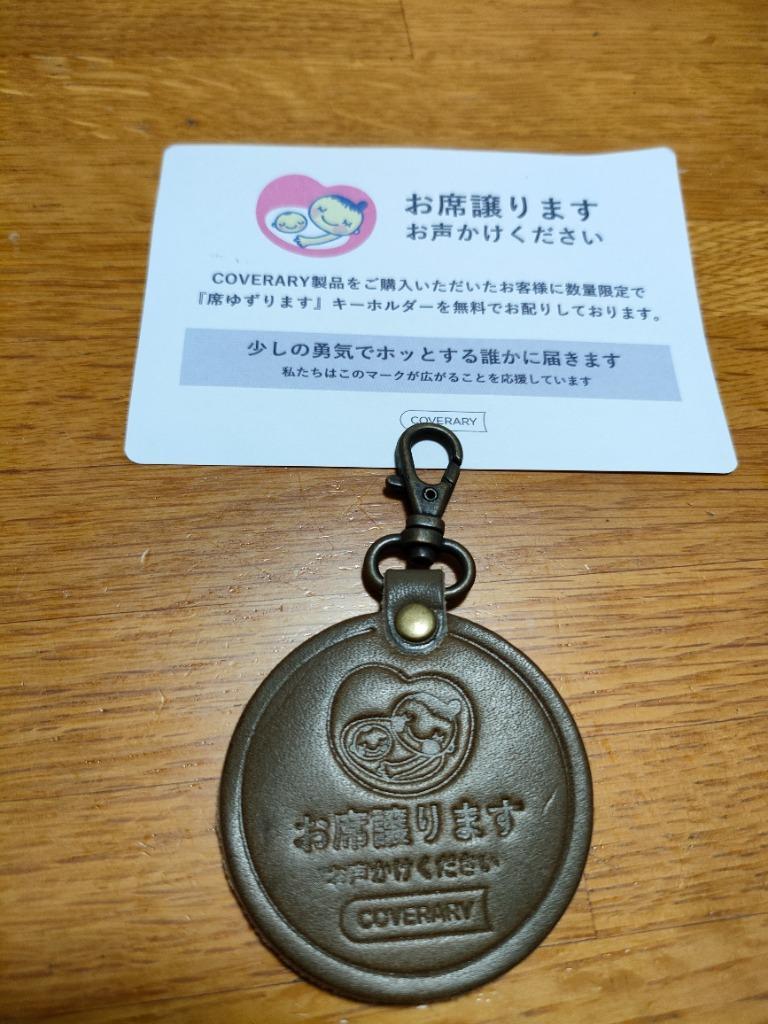 お席譲ります
お声かけください
COVERARY製品をご購入いただいたお客様に数量限定で
『席ゆずります』キーホルダーを無料でお配りしております。
少しの勇気でホッとする誰かに届きます
私たちはこのマークが広がることを応援しています
COVERARY
お席譲ります
お声かけください
COVERARY